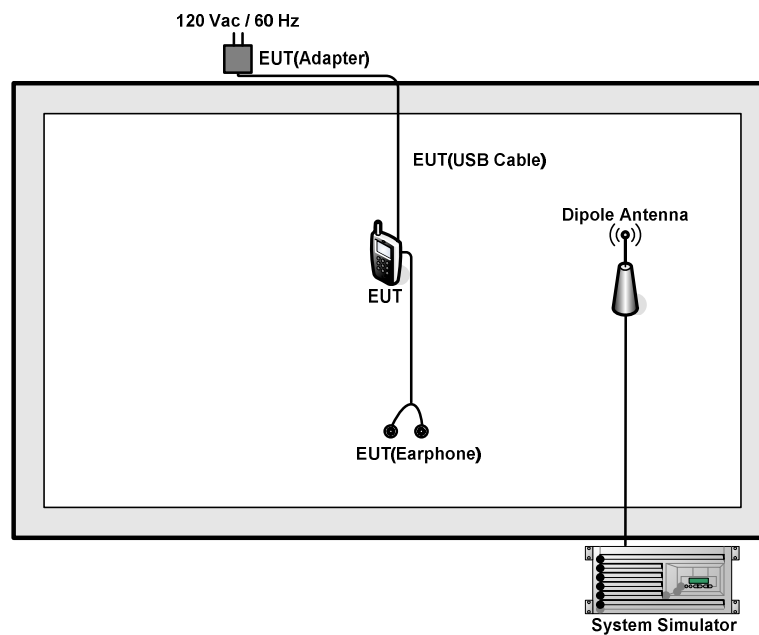 120 Vac / 60 Hz
EUT(Adapter)
EUT(USB Cable)
Dipole Antenna
EUT
EUT(Earphone)
System Simulator